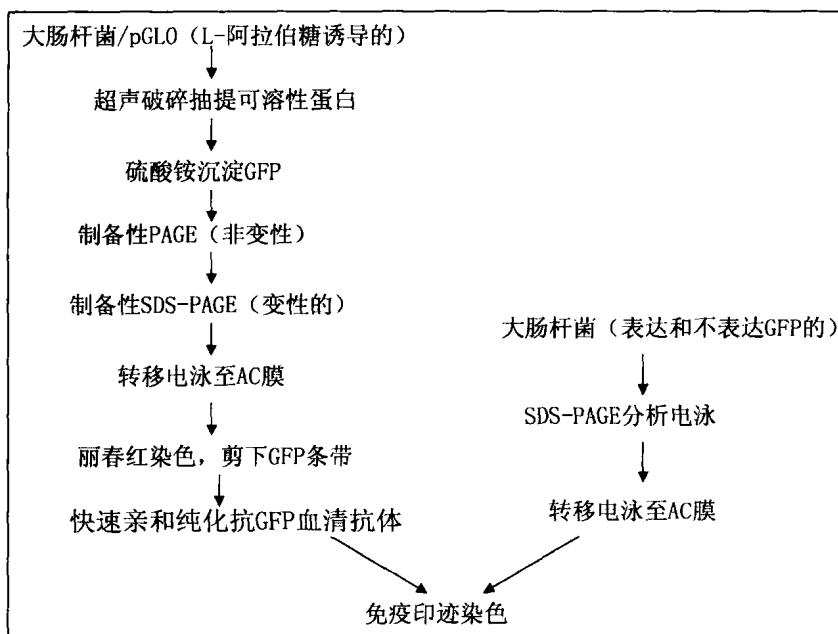 大肠杆菌/pGLO（L-阿拉伯糖诱导的）
超声破碎抽提可溶性蛋白
硫酸铵沉淀GFP
制备性PAGE（非变性）
制备性SDS-PAGE（变性的）
转移电泳至AC膜
丽春红染色，剪下GFP条带
快速亲和纯化抗GFP血清抗体
大肠杆菌（表达和不表达GFP的）
SDS-PAGE分析电泳
转移电泳至AC膜
免疫印迹染色